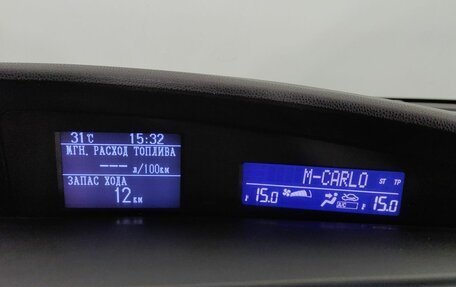 31°C 15:32
МГН. РАСХОД ТОПЛИВА
--- л/100км
ЗАПАС ХОДА
12 км
M-CARLO ST TP
15.0 A/C 15.0